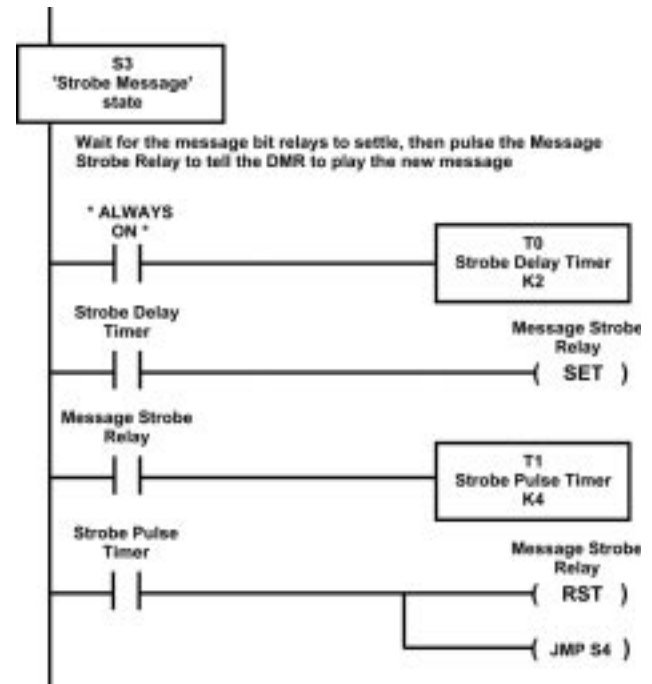 S3
'Strobe Message'
state
Wait for the message bit relays to settle, then pulse the Message
Strobe Relay to tell the DMR to play the new message
* ALWAYS
ON *
T0
Strobe Delay Timer
K2
Strobe Delay
Timer
Message Strobe
Relay
( SET )
Message Strobe
Relay
T1
Strobe Pulse Timer
K4
Strobe Pulse
Timer
Message Strobe
Relay
( RST )
( JMP S4 )